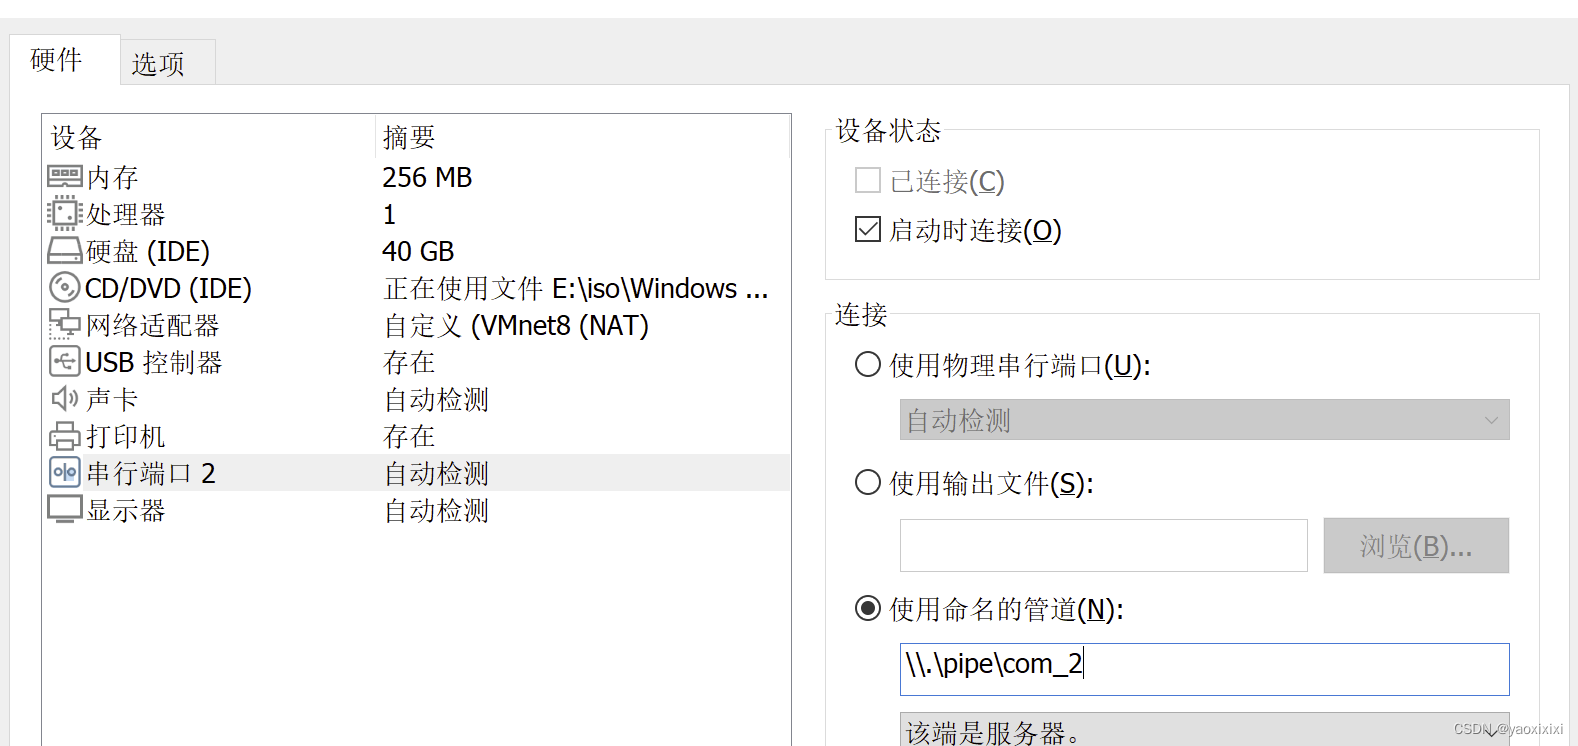 硬件
选项
设备 摘要
内存 256 MB
处理器 1
硬盘 (IDE) 40 GB
CD/DVD (IDE) 正在使用文件 E:\iso\Windows ...
网络适配器 自定义 (VMnet8 (NAT)
USB 控制器 存在
声卡 自动检测
打印机 存在
串行端口 2 自动检测
显示器 自动检测
设备状态
已连接(C)
启动时连接(O)
连接
使用物理串行端口(U):
自动检测
使用输出文件(S):
浏览(B)...
使用命名的管道(N):
\\.\pipe\com_2
该端是服务器。
CSDN @yaoxixixi